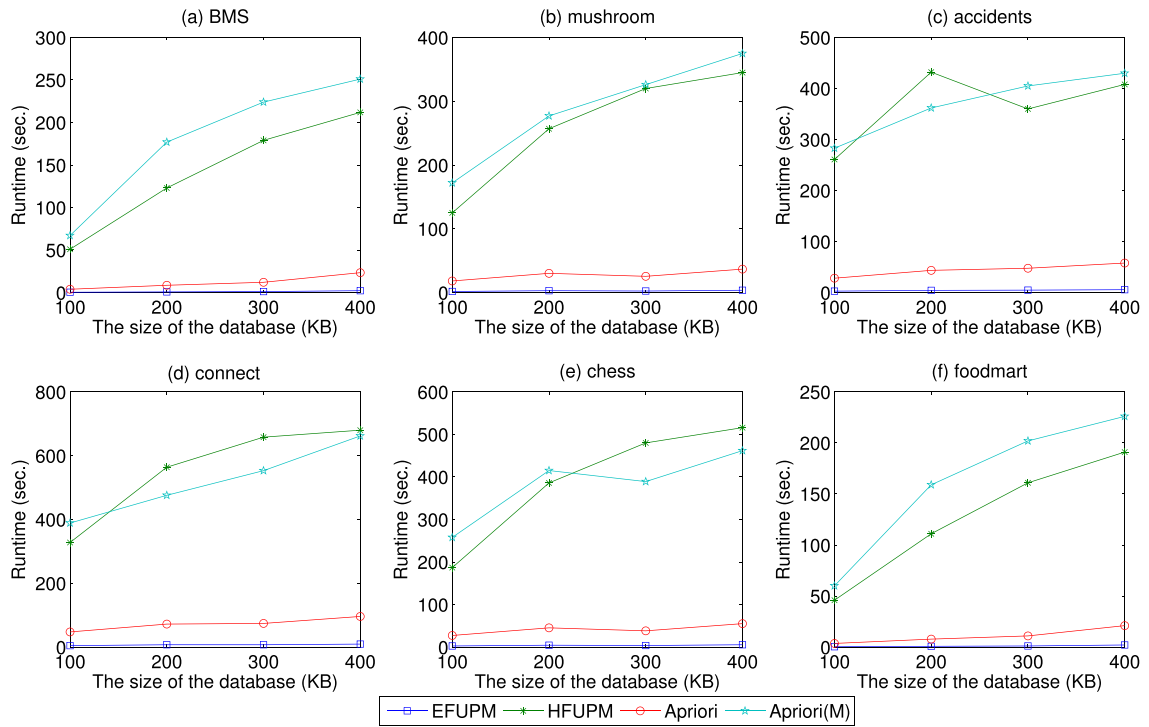 (a) BMS
300
250
200
150
100
50
0
Runtime (sec.)
100 200 300 400
The size of the database (KB)
(b) mushroom
400
300
200
100
0
Runtime (sec.)
100 200 300 400
The size of the database (KB)
(c) accidents
500
400
300
200
100
0
Runtime (sec.)
100 200 300 400
The size of the database (KB)
(d) connect
800
600
400
200
0
Runtime (sec.)
100 200 300 400
The size of the database (KB)
(e) chess
600
500
400
300
200
100
0
Runtime (sec.)
100 200 300 400
The size of the database (KB)
(f) foodmart
250
200
150
100
50
0
Runtime (sec.)
100 200 300 400
The size of the database (KB)
EFUPM HFUPM Apriori Apriori(M)